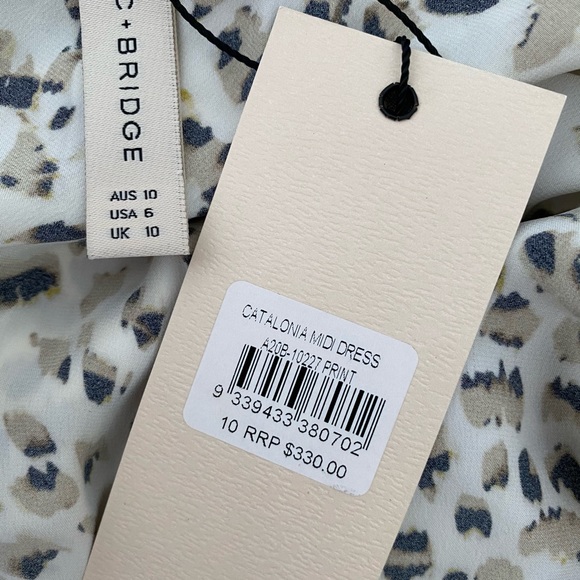 C+BRIDGE
AUS 10
USA 6
UK 10
CATALONIA MIDI DRESS
A20B-10227 PRINT
9 339433 380702
10 RRP $330.00